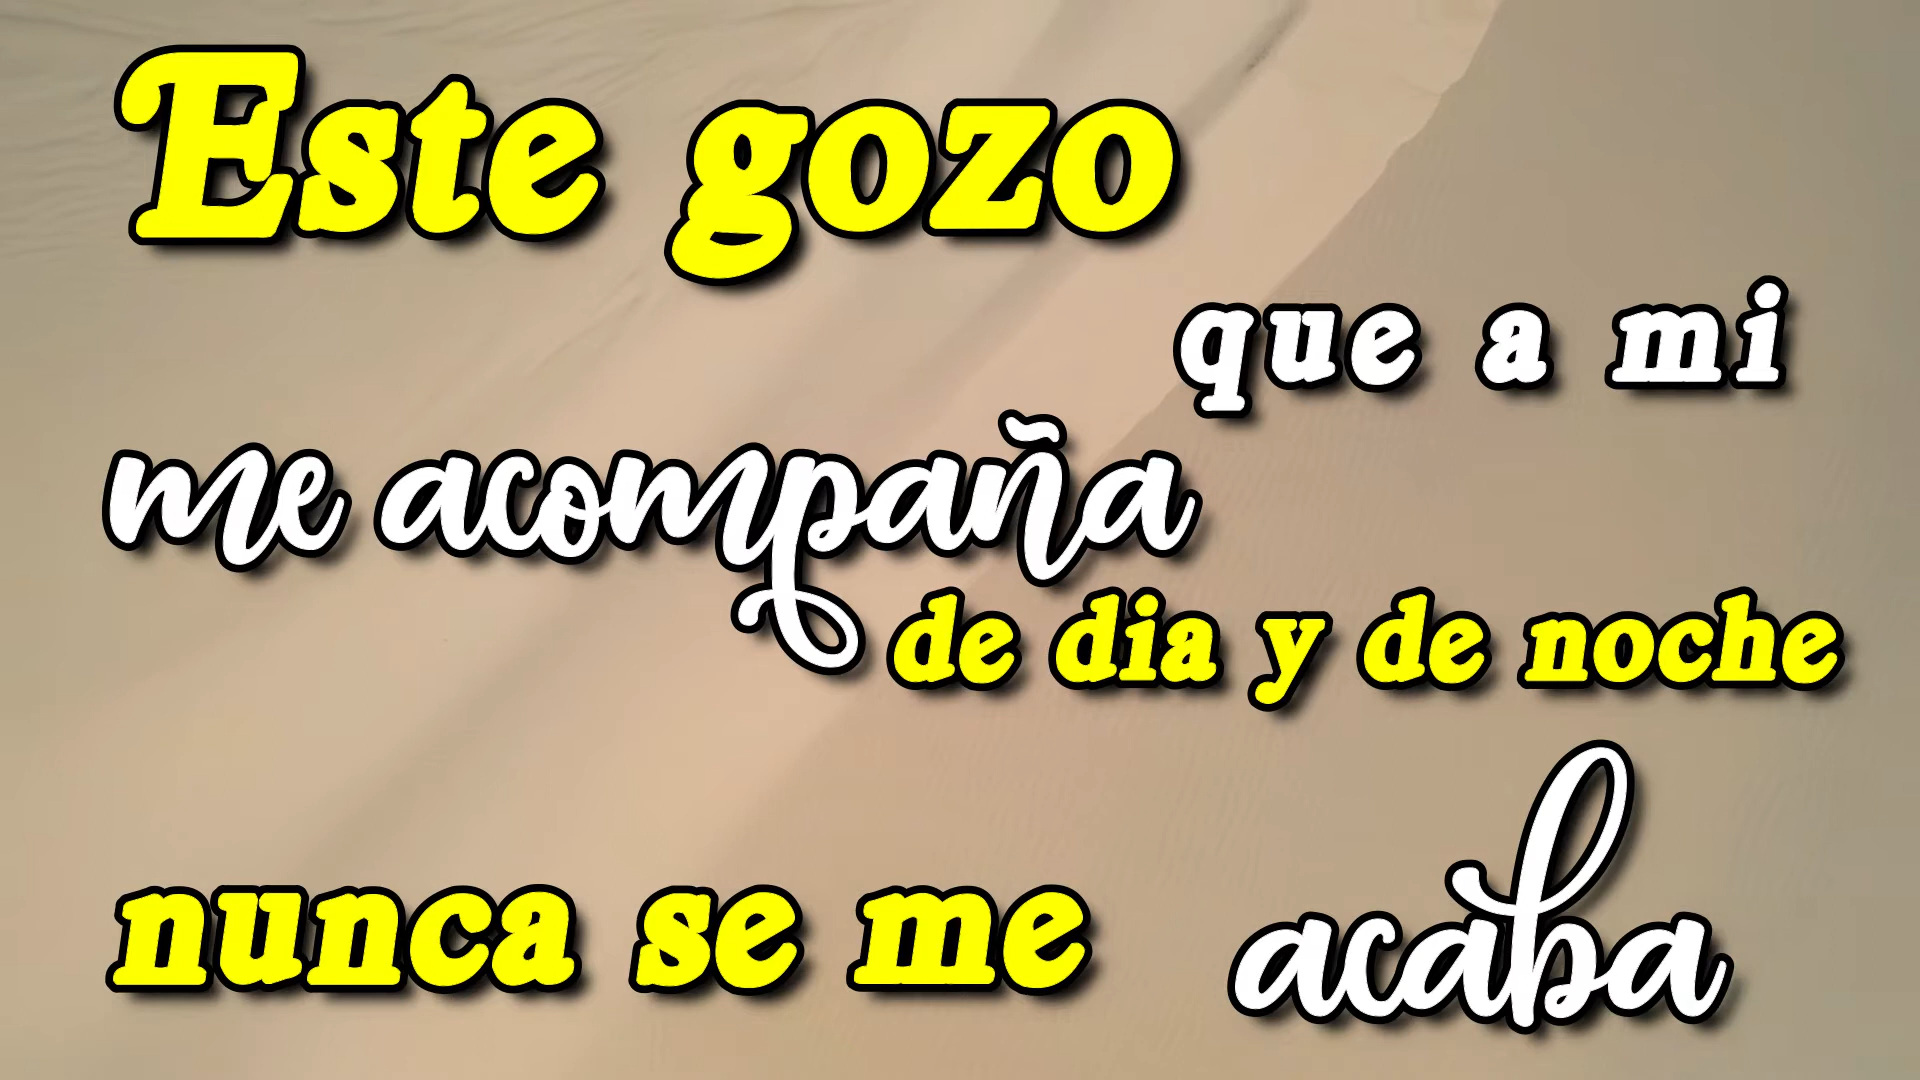 Este gozo
que a mi
me acompaña
de dia y de noche
nunca se me acaba